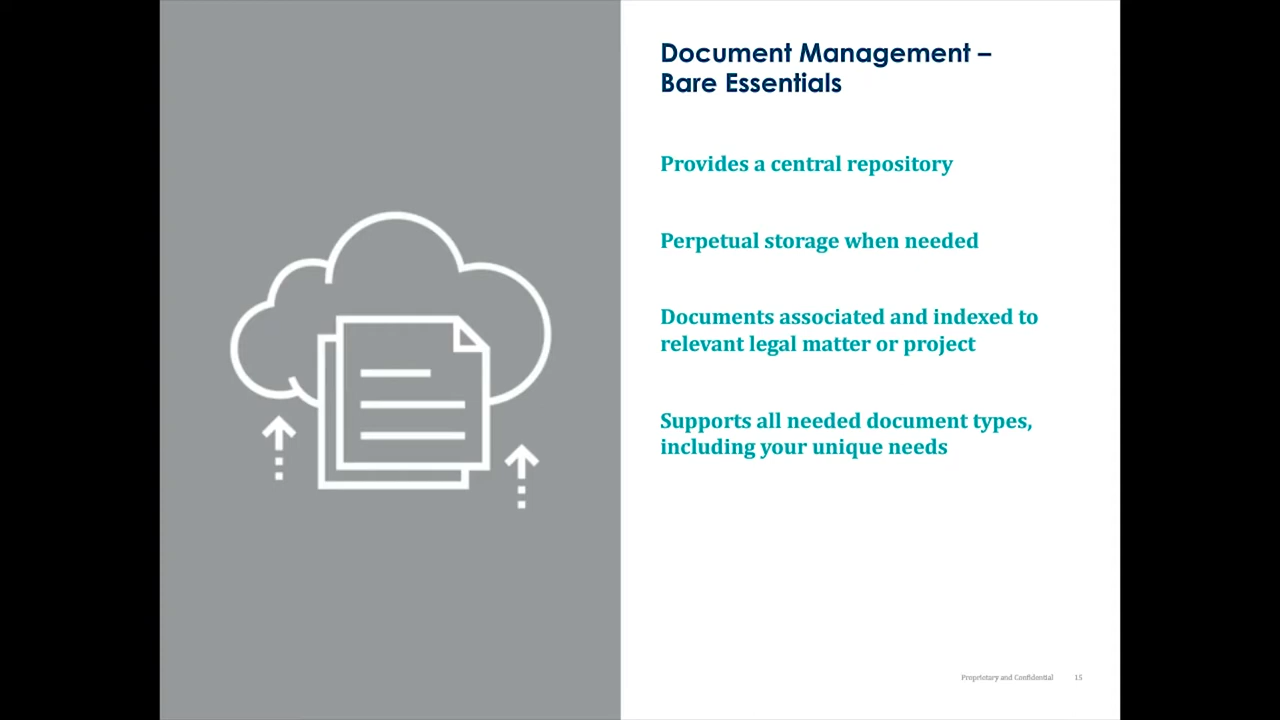 Document Management –
Bare Essentials
Provides a central repository
Perpetual storage when needed
Documents associated and indexed to
relevant legal matter or project
Supports all needed document types,
including your unique needs
Proprietary and Confidential 15